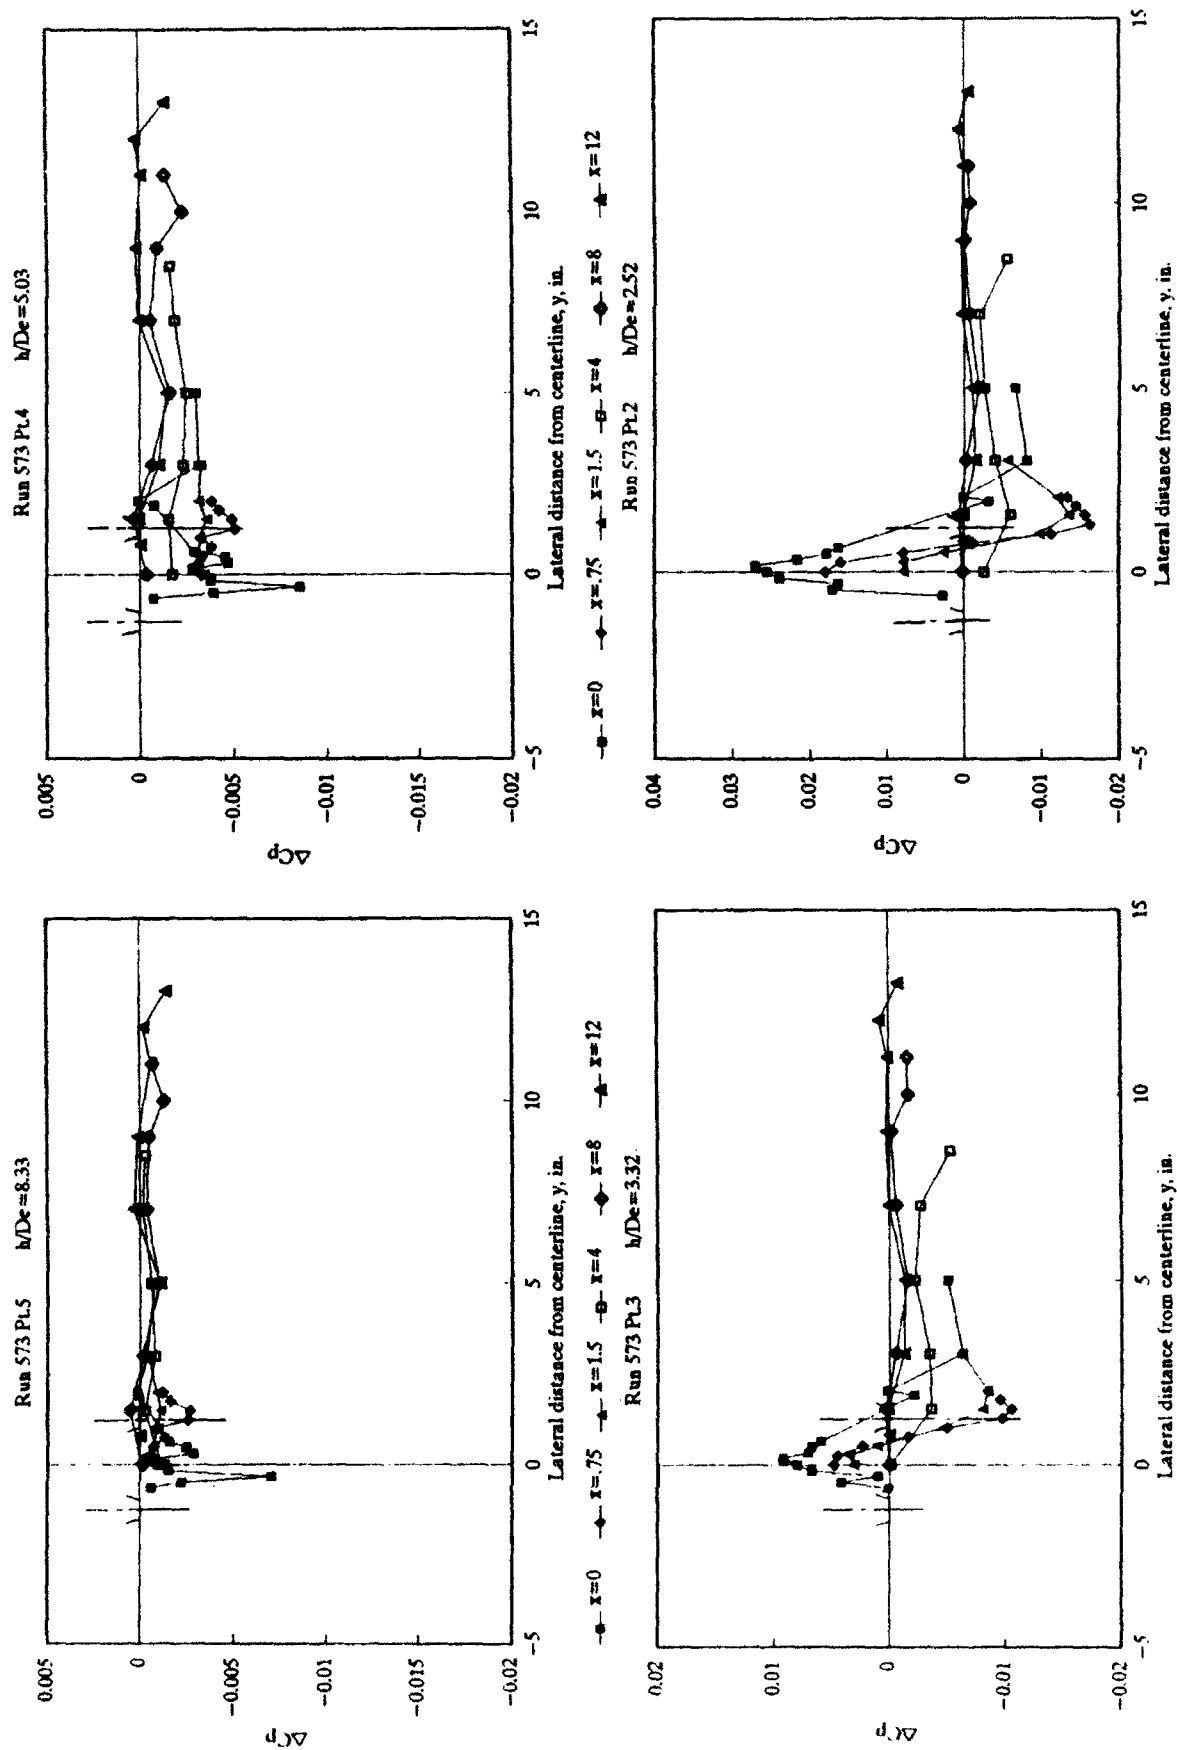 Run 573 Pt.5 h/De=8.33
0.005
0
−0.005
−0.01
−0.015
−0.02
ΔCp
−5 0 5 10 15
Lateral distance from centerline, y, in.
Run 573 Pt.4 h/De=5.03
0.005
0
−0.005
−0.01
−0.015
−0.02
ΔCp
−5 0 5 10 15
Lateral distance from centerline, y, in.
x=0 x=.75 x=1.5 x=4 x=8 x=12
x=0 x=.75 x=1.5 x=4 x=8 x=12
Run 573 Pt.3 h/De=3.32
0.02
0.01
0
−0.01
−0.02
ΔCp
−5 0 5 10 15
Lateral distance from centerline, y, in.
Run 573 Pt.2 h/De=2.52
0.04
0.03
0.02
0.01
0
−0.01
−0.02
ΔCp
−5 0 5 10 15
Lateral distance from centerline, y, in.